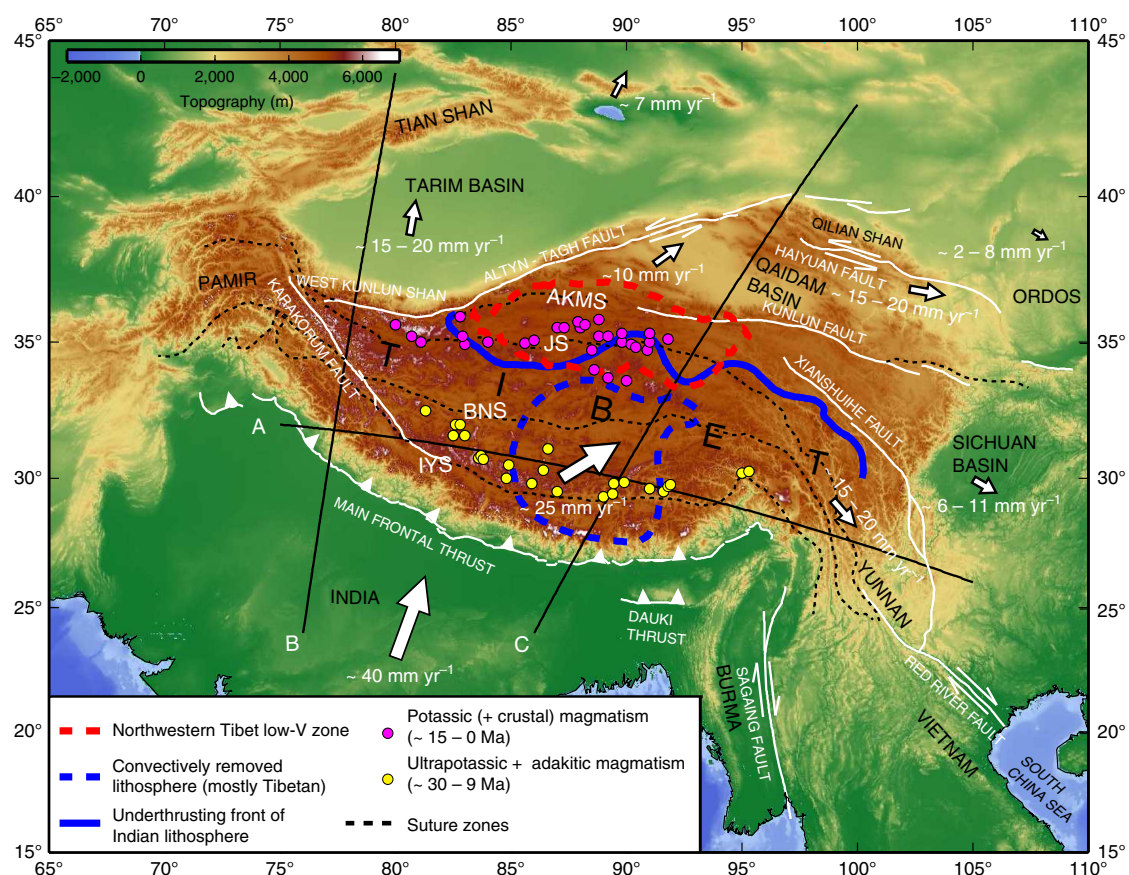 65° 70° 75° 80° 85° 90° 95° 100° 105° 110°
45° 45°
−2,000 0 2,000 4,000 6,000
Topography (m)
~ 7 mm yr⁻¹
TIAN SHAN
TARIM BASIN
40° 40°
~ 15 – 20 mm yr⁻¹
ALTYN - TAGH FAULT
QILIAN SHAN
~ 2 – 8 mm yr⁻¹
~10 mm yr⁻¹
HAIYUAN FAULT
PAMIR
WEST KUNLUN SHAN
QAIDAM
BASIN
~ 15 – 20 mm yr⁻¹
ORDOS
KARAKORUM FAULT
AKMS
KUNLUN FAULT
35° 35°
JS
T I B E T
XIANSHUIHE FAULT
BNS
A
SICHUAN
BASIN
IYS
30° 30°
~ 25 mm yr⁻¹
~ 15 – 20 mm yr⁻¹
~ 6 – 11 mm yr⁻¹
MAIN FRONTAL THRUST
YUNNAN
INDIA
25° 25°
B
C
DAUKI
THRUST
~ 40 mm yr⁻¹
BURMA
SAGAING FAULT
RED RIVER FAULT
VIETNAM
SOUTH
CHINA SEA
20° 20°
Northwestern Tibet low-V zone
Convectively removed
lithosphere (mostly Tibetan)
Underthrusting front of
Indian lithosphere
Potassic (+ crustal) magmatism
(~ 15 – 0 Ma)
Ultrapotassic + adakitic magmatism
(~ 30 – 9 Ma)
Suture zones
15° 15°
65° 70° 75° 80° 85° 90° 95° 100° 105° 110°